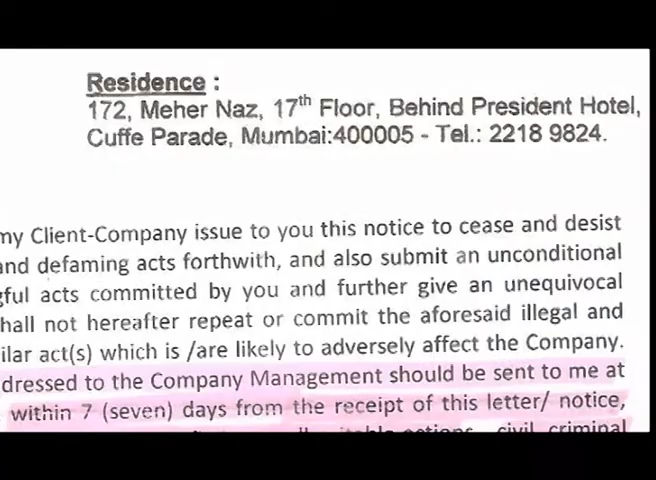 Residence :
172, Meher Naz, 17th Floor, Behind President Hotel,
Cuffe Parade, Mumbai:400005 - Tel.: 2218 9824.
my Client-Company issue to you this notice to cease and desist
and defaming acts forthwith, and also submit an unconditional
gful acts committed by you and further give an unequivocal
hall not hereafter repeat or commit the aforesaid illegal and
ilar act(s) which is /are likely to adversely affect the Company.
dressed to the Company Management should be sent to me at
within 7 (seven) days from the receipt of this letter/ notice,
civil criminal